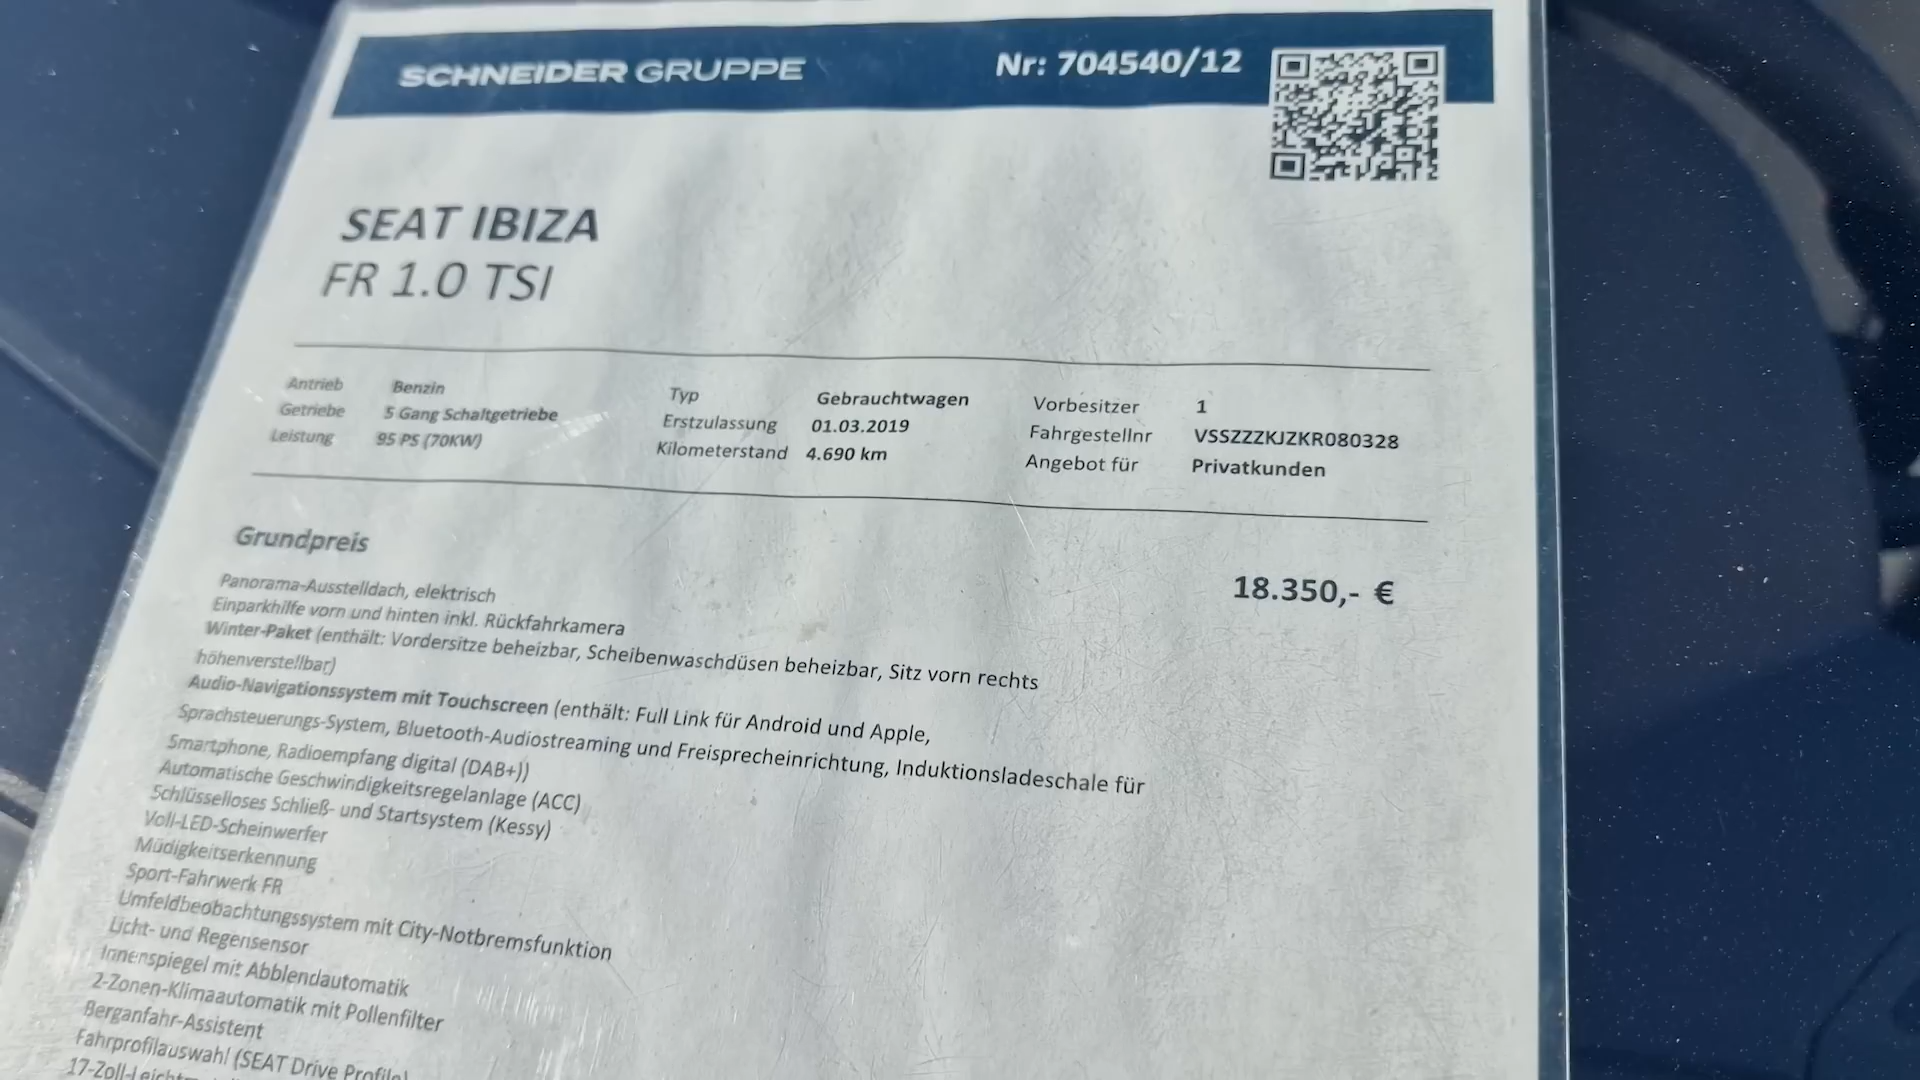 SCHNEIDER GRUPPE
Nr: 704540/12
SEAT IBIZA
FR 1.0 TSI
Antrieb Benzin
Getriebe 5 Gang Schaltgetriebe
Leistung 95 PS (70KW)
Typ Gebrauchtwagen
Erstzulassung 01.03.2019
Kilometerstand 4.690 km
Vorbesitzer 1
Fahrgestellnr VSSZZZKJZKR080328
Angebot für Privatkunden
Grundpreis
18.350,- €
Panorama-Ausstelldach, elektrisch
Einparkhilfe vorn und hinten inkl. Rückfahrkamera
Winter-Paket (enthält: Vordersitze beheizbar, Scheibenwaschdüsen beheizbar, Sitz vorn rechts
höhenverstellbar)
Audio-Navigationssystem mit Touchscreen (enthält: Full Link für Android und Apple,
Sprachsteuerungs-System, Bluetooth-Audiostreaming und Freisprecheinrichtung, Induktionsladeschale für
Smartphone, Radioempfang digital (DAB+))
Automatische Geschwindigkeitsregelanlage (ACC)
Schlüsselloses Schließ- und Startsystem (Kessy)
Voll-LED-Scheinwerfer
Müdigkeitserkennung
Sport-Fahrwerk FR
Umfeldbeobachtungssystem mit City-Notbremsfunktion
Licht- und Regensensor
Innenspiegel mit Abblendautomatik
2-Zonen-Klimaautomatik mit Pollenfilter
Berganfahr-Assistent
Fahrprofilauswahl (SEAT Drive Profile)